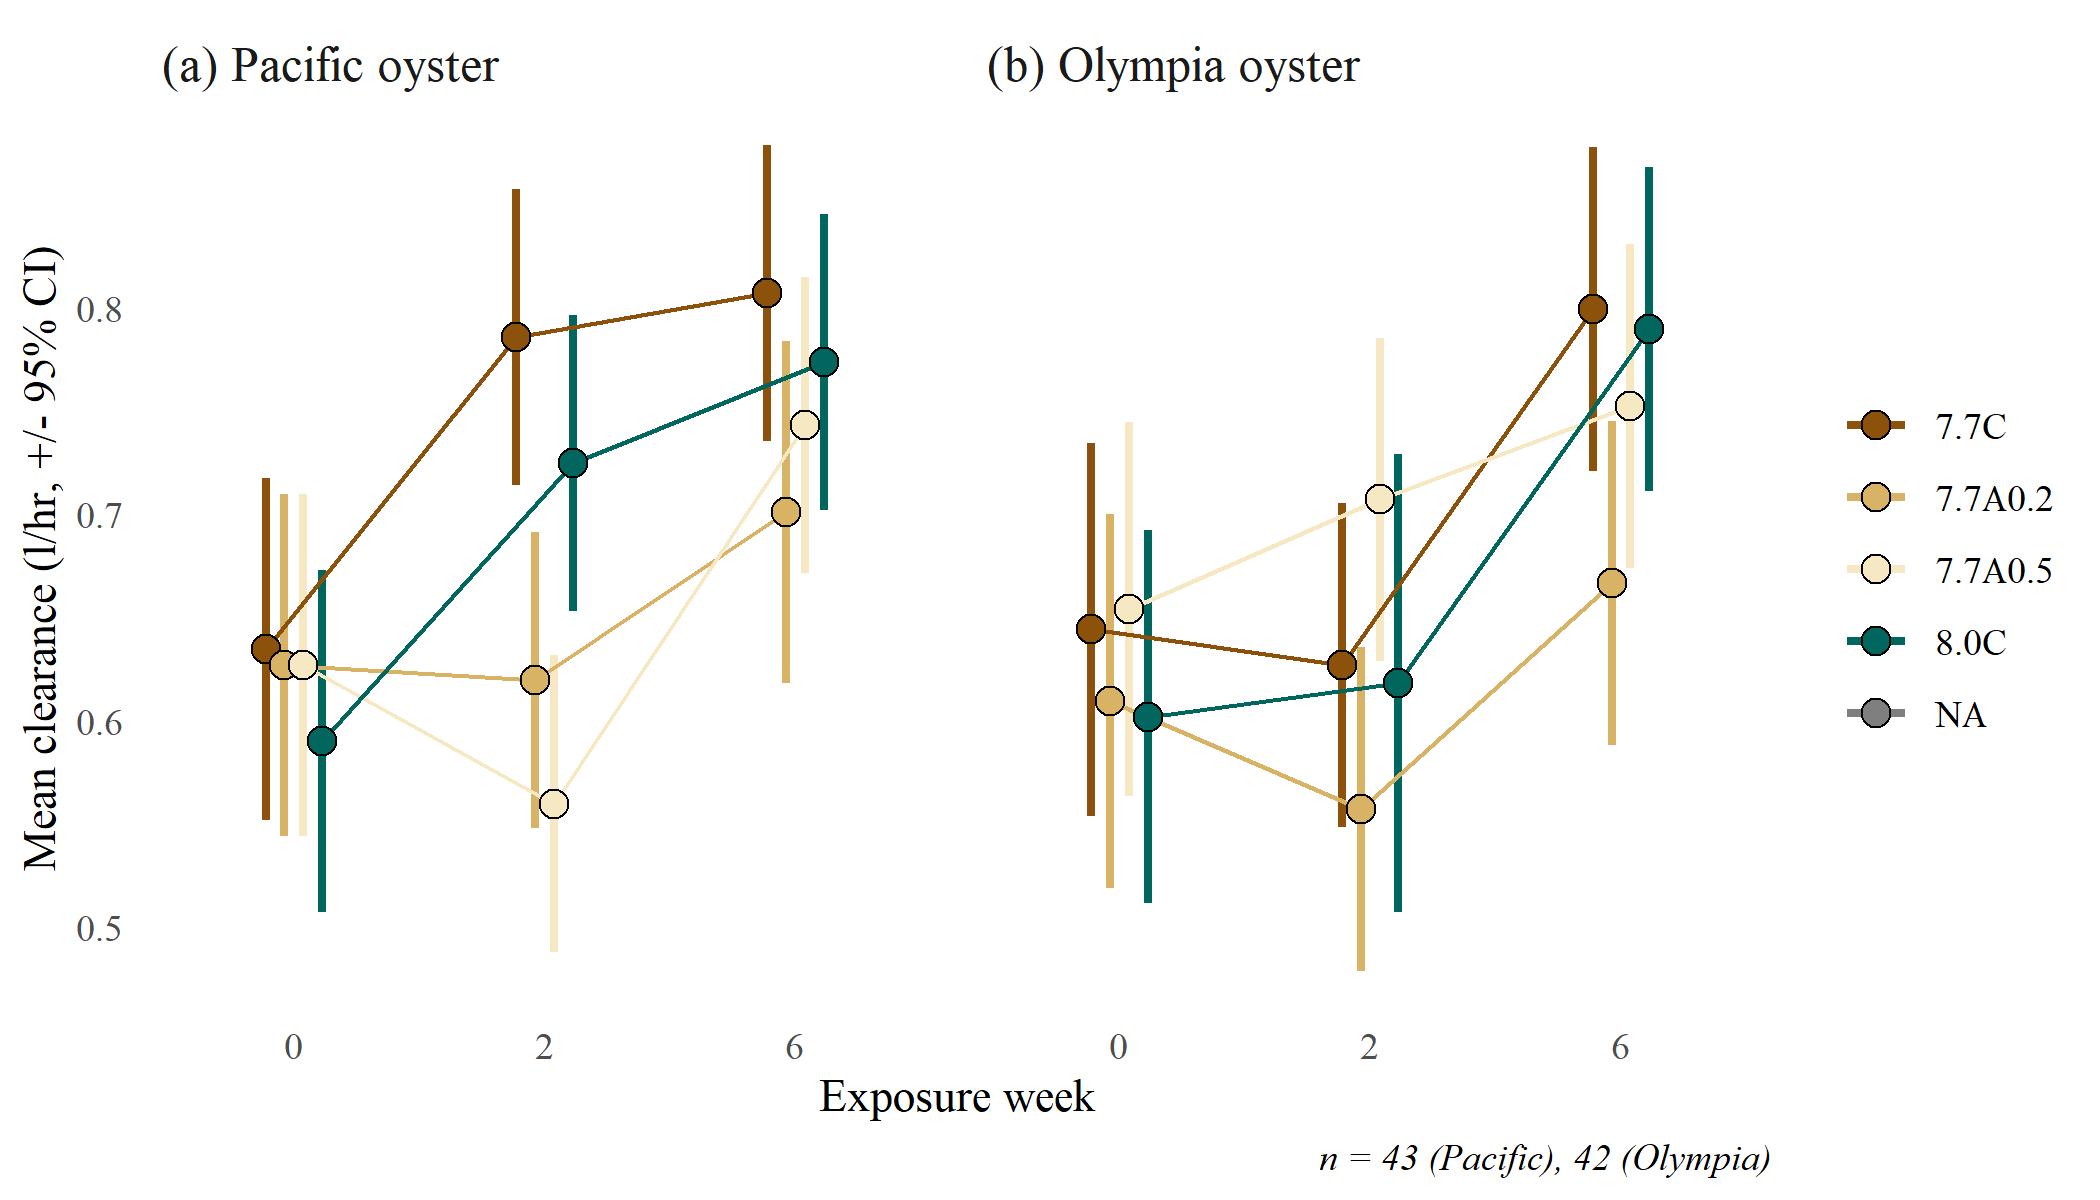 (a) Pacific oyster
(b) Olympia oyster
Mean clearance (l/hr, +/- 95% CI)
0.8
0.7
0.6
0.5
0 2 6
0 2 6
Exposure week
7.7C
7.7A0.2
7.7A0.5
8.0C
NA
n = 43 (Pacific), 42 (Olympia)